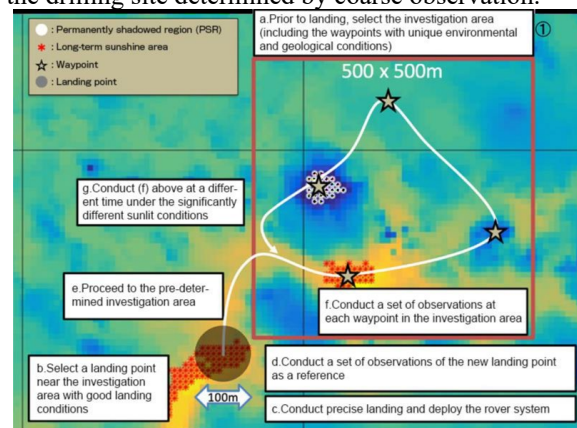 the drilling site determined by coarse observation.
a.Prior to landing, select the investigation area
(including the waypoints with unique environmental
and geological conditions)
①
: Permanently shadowed region (PSR)
: Long-term sunshine area
: Waypoint
: Landing point
500 x 500m
g.Conduct (f) above at a differ-
ent time under the significantly
different sunlit conditions
e.Proceed to the pre-deter-
mined investigation area
f.Conduct a set of observations at
each waypoint in the investigation area
b.Select a landing point
near the investigation
area with good landing
conditions
100m
d.Conduct a set of observations of the new landing point
as a reference
c.Conduct precise landing and deploy the rover system